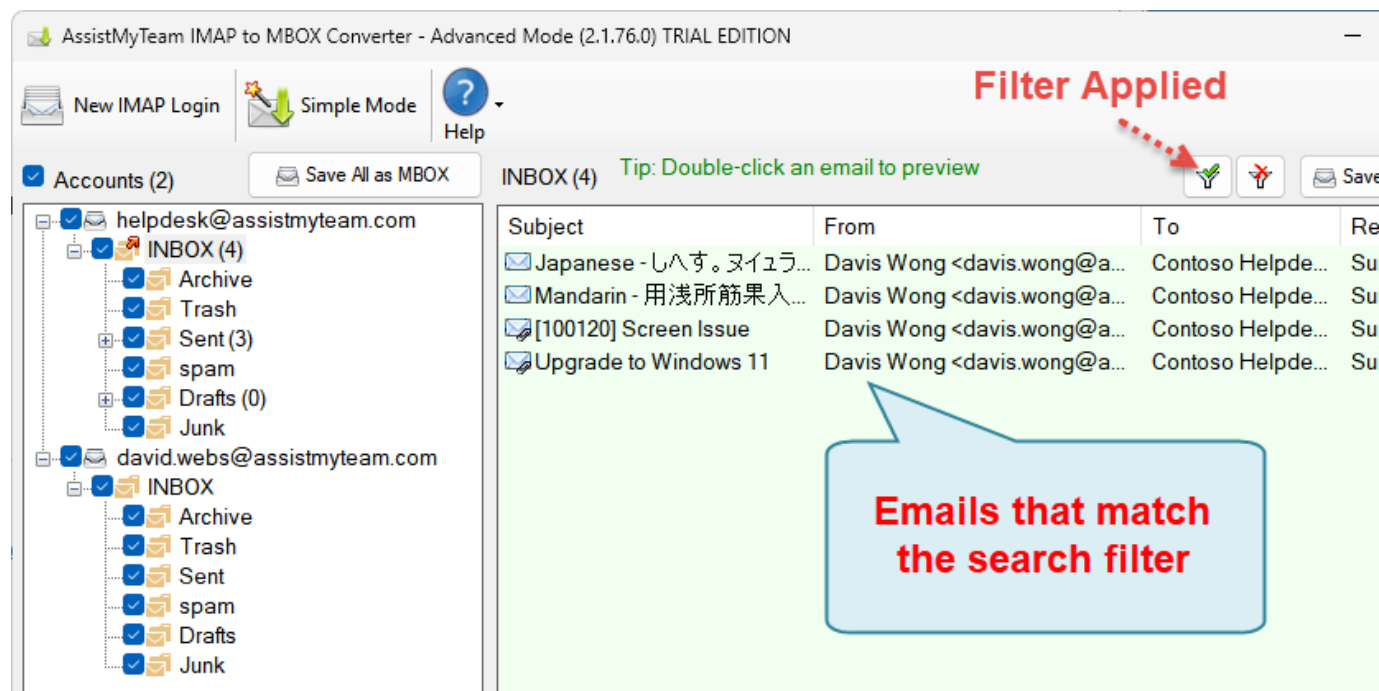 AssistMyTeam IMAP to MBOX Converter - Advanced Mode (2.1.76.0) TRIAL EDITION
New IMAP Login
Simple Mode
Help
Filter Applied
Accounts (2)
Save All as MBOX
INBOX (4)
Tip: Double-click an email to preview
Save
helpdesk@assistmyteam.com
INBOX (4)
Archive
Trash
Sent (3)
spam
Drafts (0)
Junk
david.webs@assistmyteam.com
INBOX
Archive
Trash
Sent
spam
Drafts
Junk
Subject From To Re
Japanese - しへす。ヌイユラ... Davis Wong <davis.wong@a... Contoso Helpde... Su
Mandarin - 用浅所筋果入... Davis Wong <davis.wong@a... Contoso Helpde... Su
[100120] Screen Issue Davis Wong <davis.wong@a... Contoso Helpde... Su
Upgrade to Windows 11 Davis Wong <davis.wong@a... Contoso Helpde... Su
Emails that match
the search filter